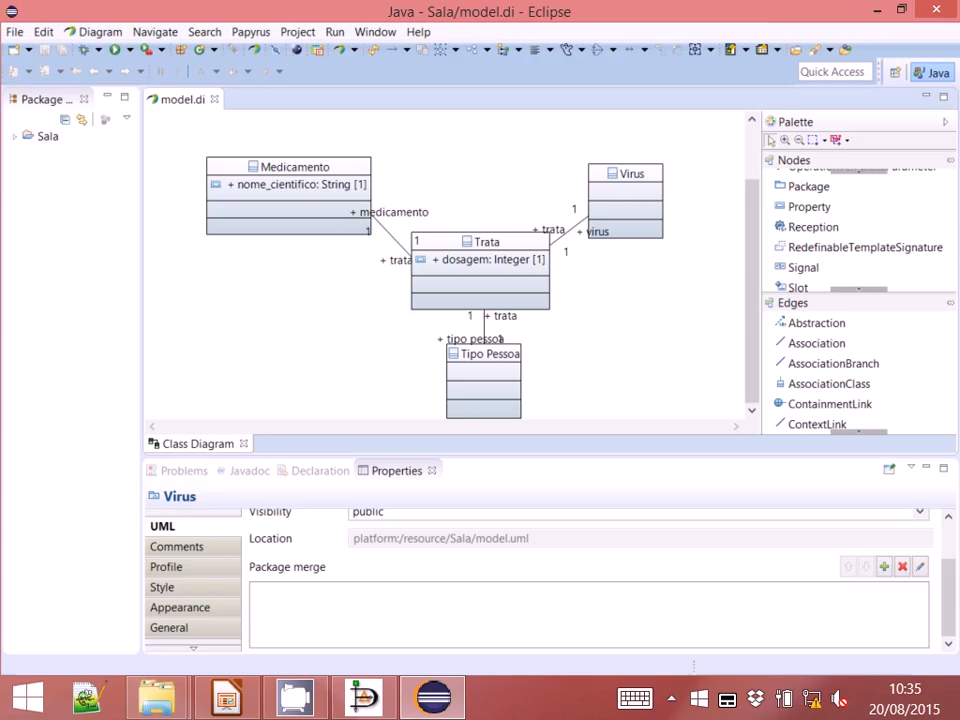 Java - Sala/model.di - Eclipse
File Edit Diagram Navigate Search Papyrus Project Run Window Help
Quick Access
Java
Package ...
model.di
Sala
Palette
Nodes
Package
Property
Reception
RedefinableTemplateSignature
Signal
Slot
Edges
Abstraction
Association
AssociationBranch
AssociationClass
ContainmentLink
ContextLink
Medicamento
+ nome_cientifico: String [1]
+ medicamento
1
+ trata
Virus
1
+ trata
+ virus
1
1
Trata
+ dosagem: Integer [1]
1
+ trata
+ tipo pessoa
1
Tipo Pessoa
Class Diagram
Problems Javadoc Declaration Properties
Virus
UML
Comments
Profile
Style
Appearance
General
Visibility
public
Location
platform:/resource/Sala/model.uml
Package merge
10:35
20/08/2015